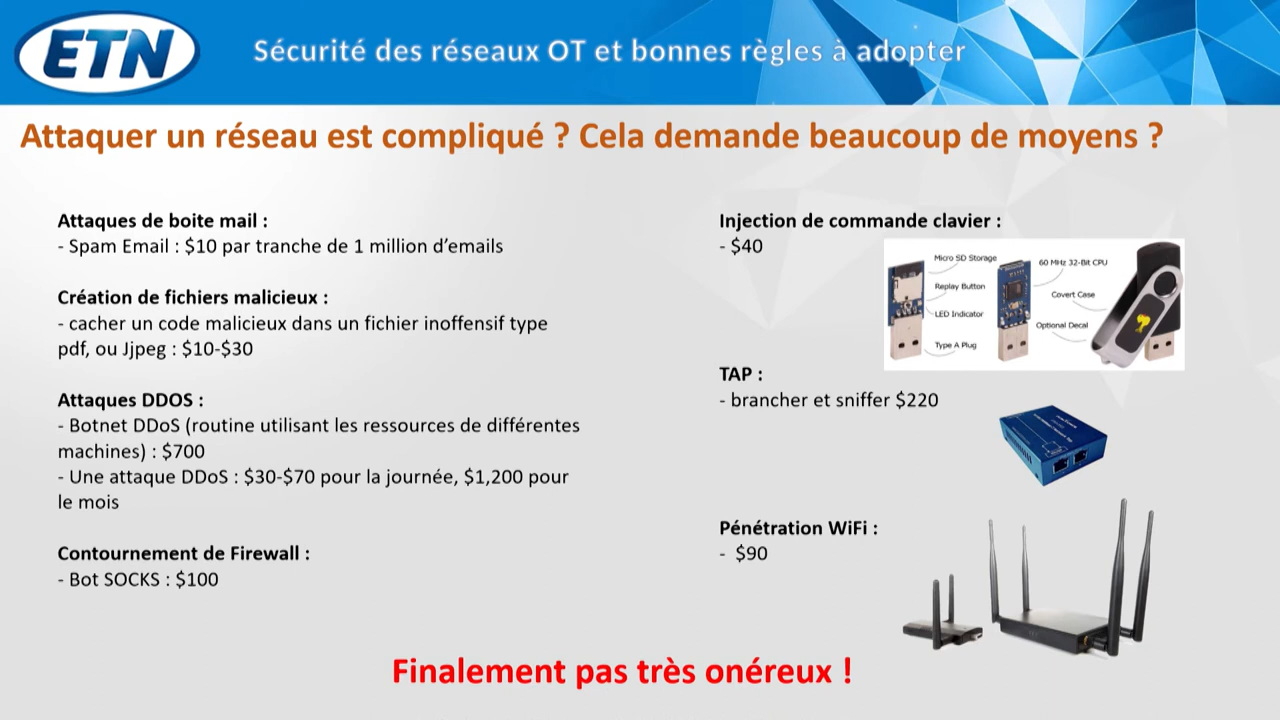 ETN
Sécurité des réseaux OT et bonnes règles à adopter
Attaquer un réseau est compliqué ? Cela demande beaucoup de moyens ?
Attaques de boite mail :
- Spam Email : $10 par tranche de 1 million d’emails
Création de fichiers malicieux :
- cacher un code malicieux dans un fichier inoffensif type
pdf, ou Jjpeg : $10-$30
Attaques DDOS :
- Botnet DDoS (routine utilisant les ressources de différentes
machines) : $700
- Une attaque DDoS : $30-$70 pour la journée, $1,200 pour
le mois
Contournement de Firewall :
- Bot SOCKS : $100
Injection de commande clavier :
- $40
Micro SD Storage
Replay Button
LED Indicator
Type A Plug
60 MHz 32-Bit CPU
Covert Case
Optional Decal
TAP :
- brancher et sniffer $220
Pénétration WiFi :
- $90
Finalement pas très onéreux !